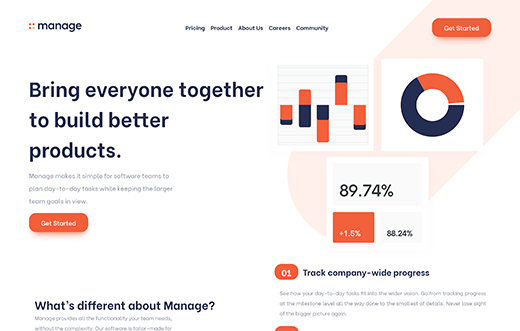 manage
Pricing Product About Us Careers Community
Get Started
Bring everyone together
to build better
products.
Manage makes it simple for software teams to
plan day-to-day tasks while keeping the larger
team goals in view.
Get Started
89.74%
+1.5%
88.24%
What's different about Manage?
Manage provides all the functionality your team needs,
without the complexity. Our software is tailor-made for
01 Track company-wide progress
See how your day-to-day tasks fit into the wider vision. Go from tracking progress
at the milestone level all the way done to the smallest of details. Never lose sight
of the bigger picture again.